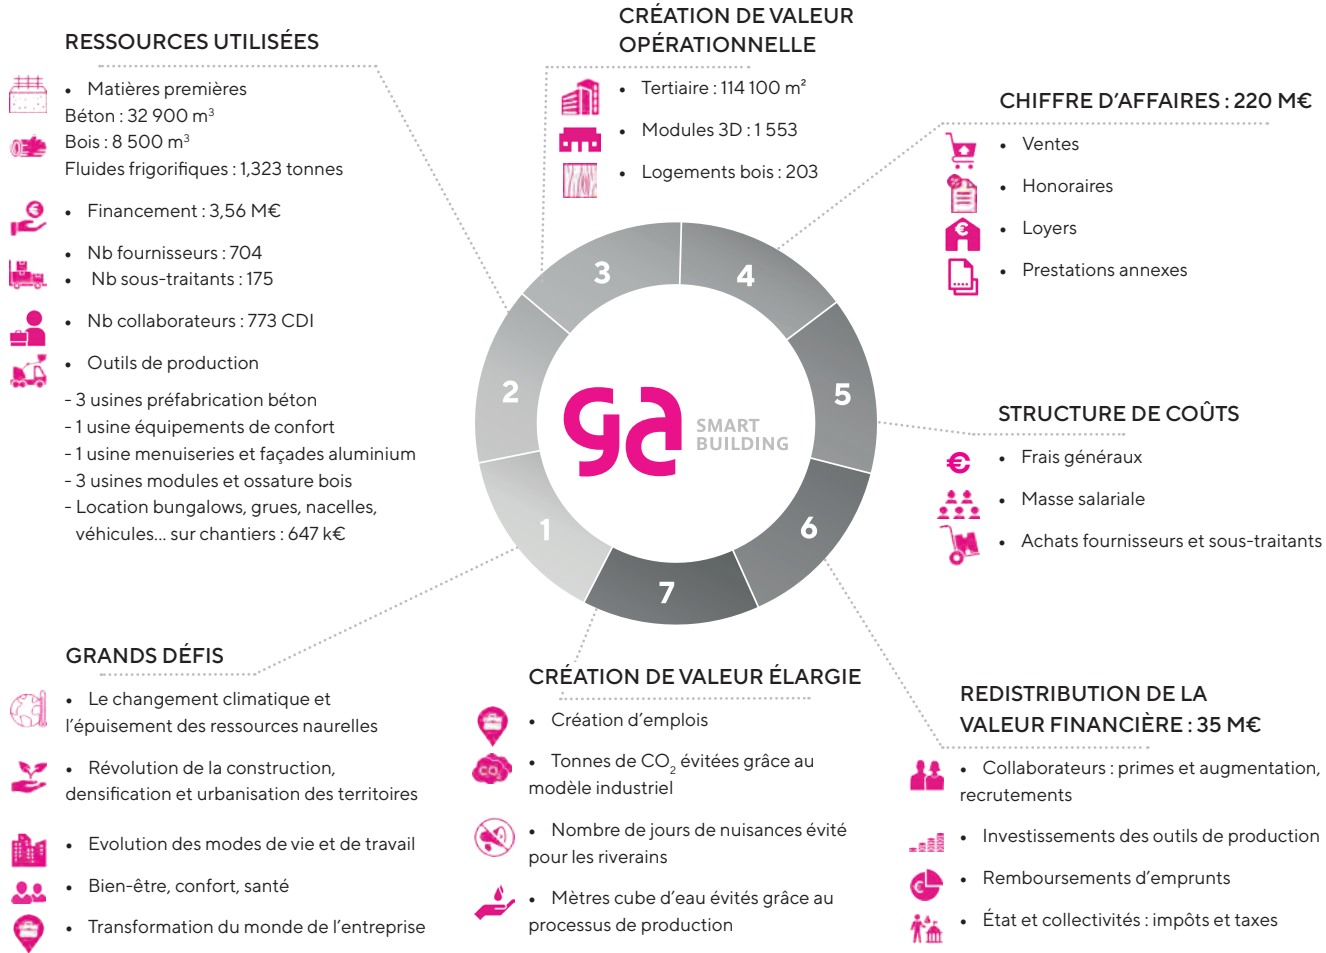 RESSOURCES UTILISÉES
• Matières premières
Béton : 32 900 m³
Bois : 8 500 m³
Fluides frigorifiques : 1,323 tonnes
• Financement : 3,56 M€
• Nb fournisseurs : 704
• Nb sous-traitants : 175
• Nb collaborateurs : 773 CDI
• Outils de production
- 3 usines préfabrication béton
- 1 usine équipements de confort
- 1 usine menuiseries et façades aluminium
- 3 usines modules et ossature bois
- Location bungalows, grues, nacelles,
véhicules... sur chantiers : 647 k€
CRÉATION DE VALEUR
OPÉRATIONNELLE
• Tertiaire : 114 100 m²
• Modules 3D : 1 553
• Logements bois : 203
CHIFFRE D'AFFAIRES : 220 M€
• Ventes
• Honoraires
• Loyers
• Prestations annexes
1
2
3
4
5
6
7
ga
SMART
BUILDING
STRUCTURE DE COÛTS
• Frais généraux
• Masse salariale
• Achats fournisseurs et sous-traitants
GRANDS DÉFIS
• Le changement climatique et
l'épuisement des ressources naurelles
• Révolution de la construction,
densification et urbanisation des territoires
• Evolution des modes de vie et de travail
• Bien-être, confort, santé
• Transformation du monde de l'entreprise
CRÉATION DE VALEUR ÉLARGIE
• Création d'emplois
CO₂
• Tonnes de CO₂ évitées grâce au
modèle industriel
• Nombre de jours de nuisances évité
pour les riverains
• Mètres cube d'eau évités grâce au
processus de production
REDISTRIBUTION DE LA
VALEUR FINANCIÈRE : 35 M€
• Collaborateurs : primes et augmentation,
recrutements
• Investissements des outils de production
• Remboursements d'emprunts
• État et collectivités : impôts et taxes